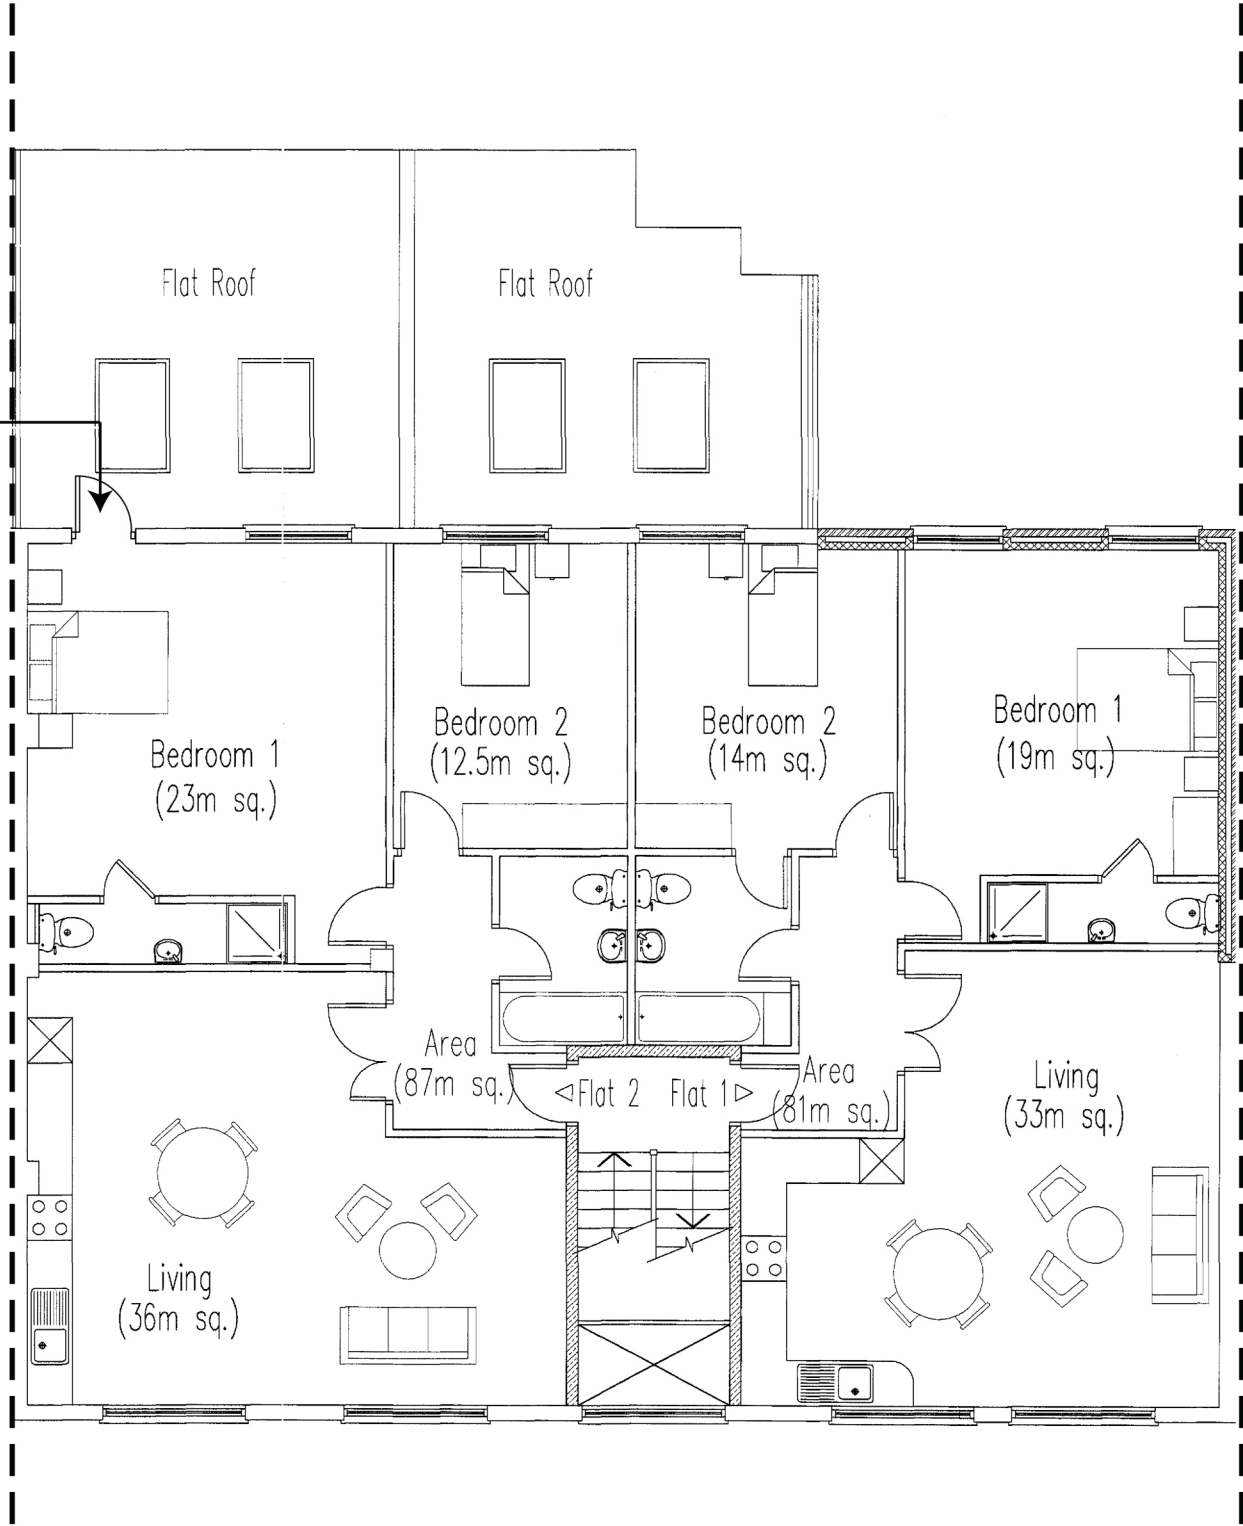 Flat Roof
Flat Roof
Bedroom 1
(23m sq.)
Bedroom 2
(12.5m sq.)
Bedroom 2
(14m sq.)
Bedroom 1
(19m sq.)
Area
(87m sq.)
Flat 2
Flat 1
Area
(81m sq.)
Living
(33m sq.)
Living
(36m sq.)